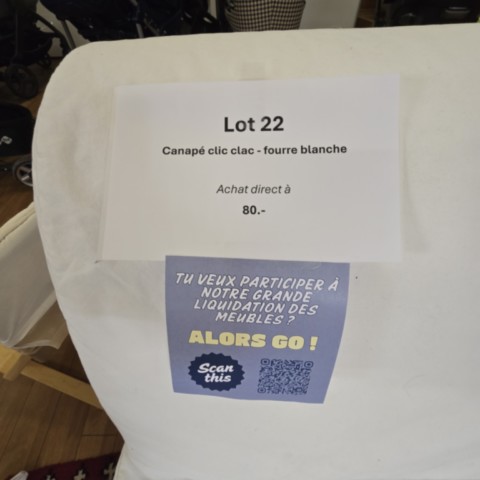 Lot 22
Canapé clic clac - fourre blanche
Achat direct à
80.-
TU VEUX PARTICIPER À
NOTRE GRANDE
LIQUIDATION DES
MEUBLES ?
ALORS GO !
Scan
this